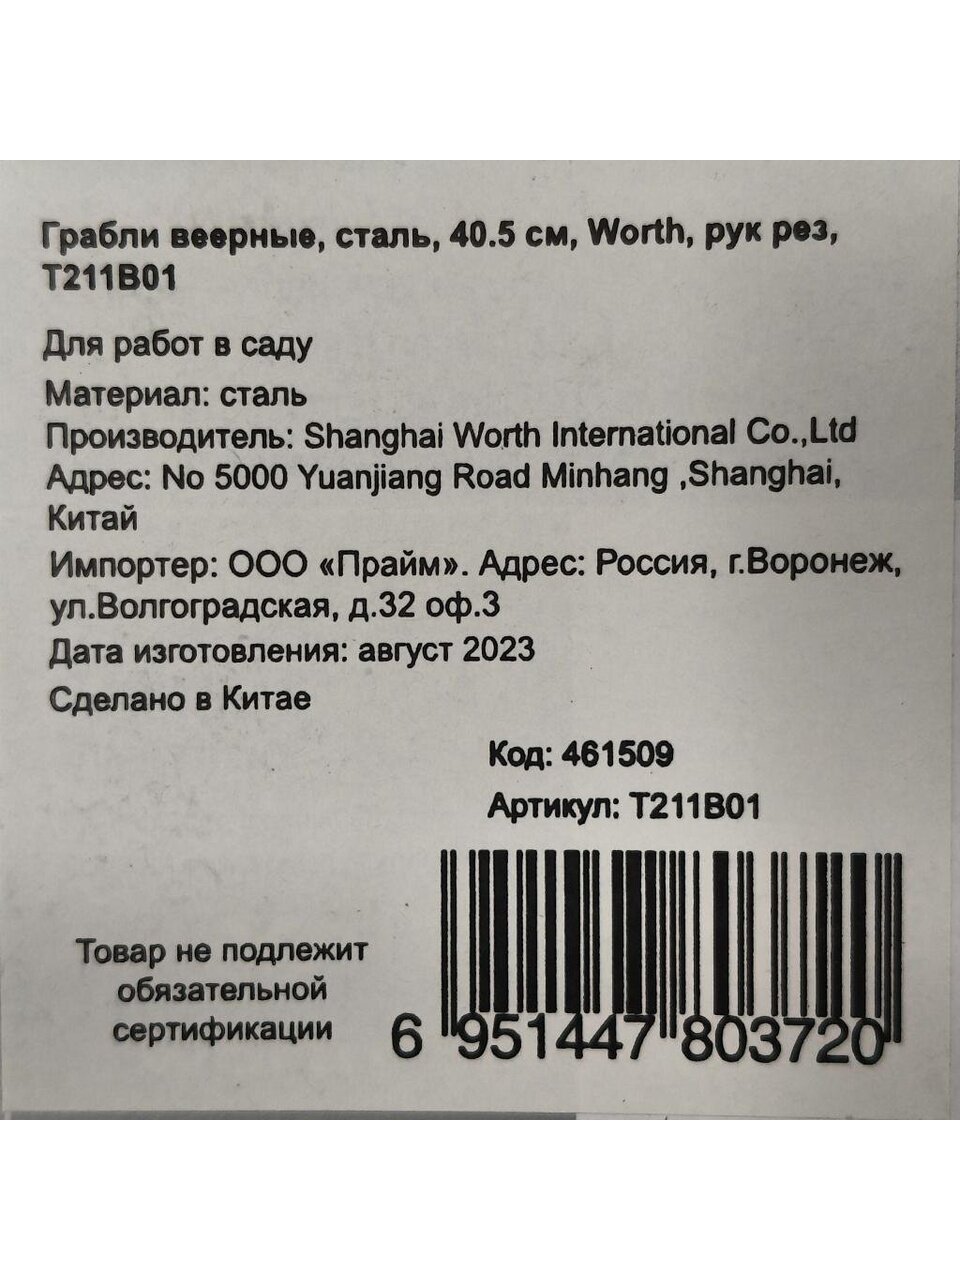 Грабли веерные, сталь, 40.5 см, Worth, рук рез,
T211B01
Для работ в саду
Материал: сталь
Производитель: Shanghai Worth International Co.,Ltd
Адрес: No 5000 Yuanjiang Road Minhang ,Shanghai,
Китай
Импортер: ООО «Прайм». Адрес: Россия, г.Воронеж,
ул.Волгоградская, д.32 оф.3
Дата изготовления: август 2023
Сделано в Китае
Код: 461509
Артикул: T211B01
Товар не подлежит
обязательной
сертификации
6 951447 803720